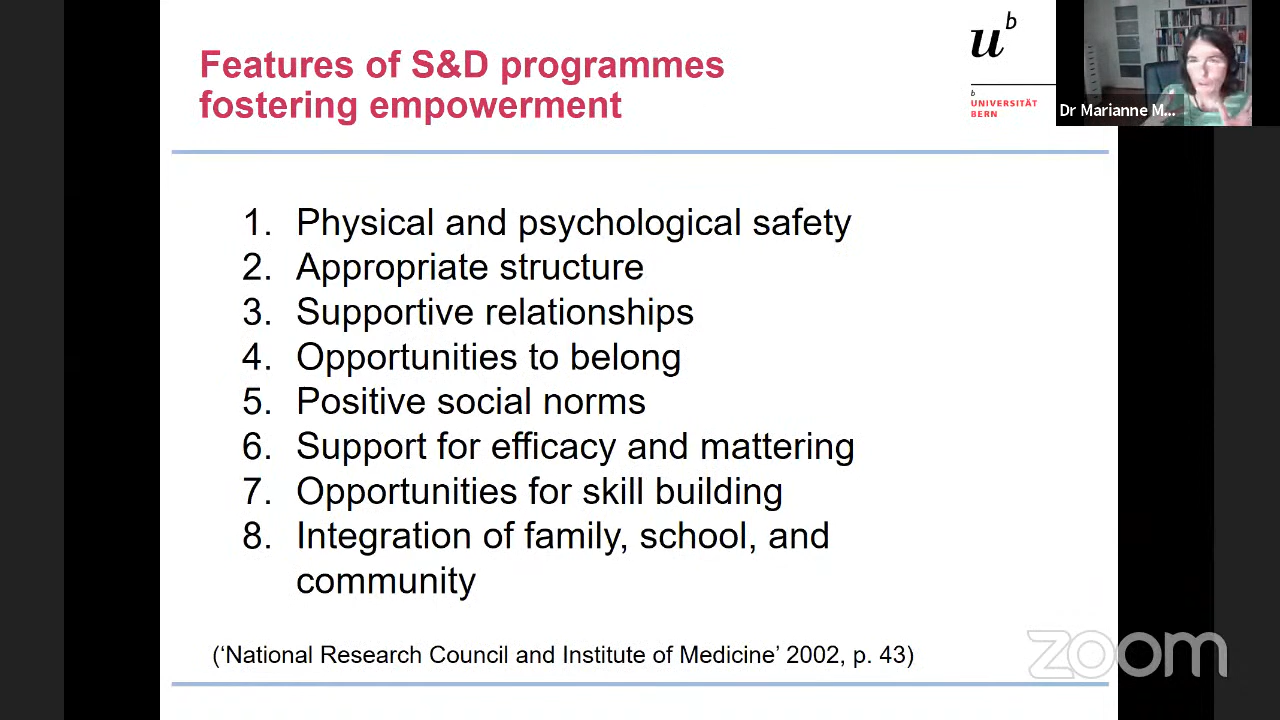 Features of S&D programmes
fostering empowerment
u
b
b
UNIVERSITÄT
BERN
Dr Marianne M...
1. Physical and psychological safety
2. Appropriate structure
3. Supportive relationships
4. Opportunities to belong
5. Positive social norms
6. Support for efficacy and mattering
7. Opportunities for skill building
8. Integration of family, school, and
community
(‘National Research Council and Institute of Medicine’ 2002, p. 43)
zoom